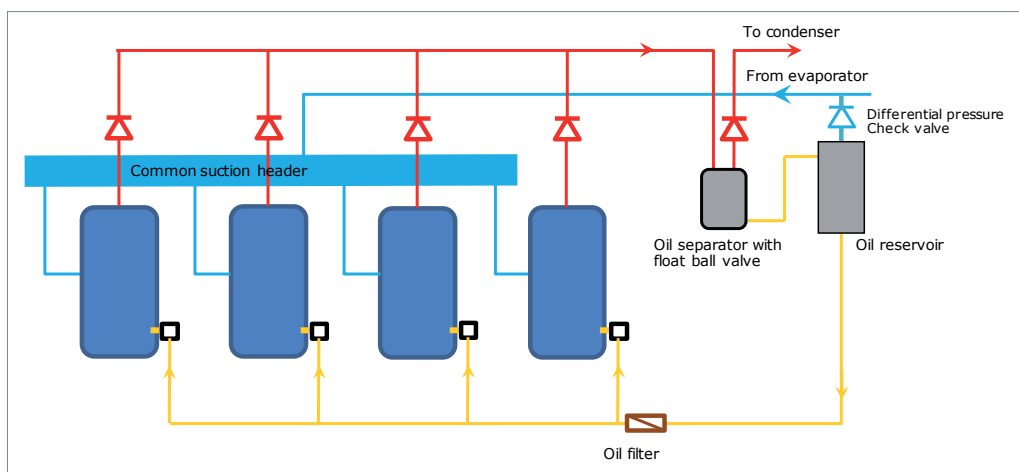 To condenser
From evaporator
Differential pressure
Check valve
Common suction header
Oil separator with
float ball valve
Oil reservoir
Oil filter